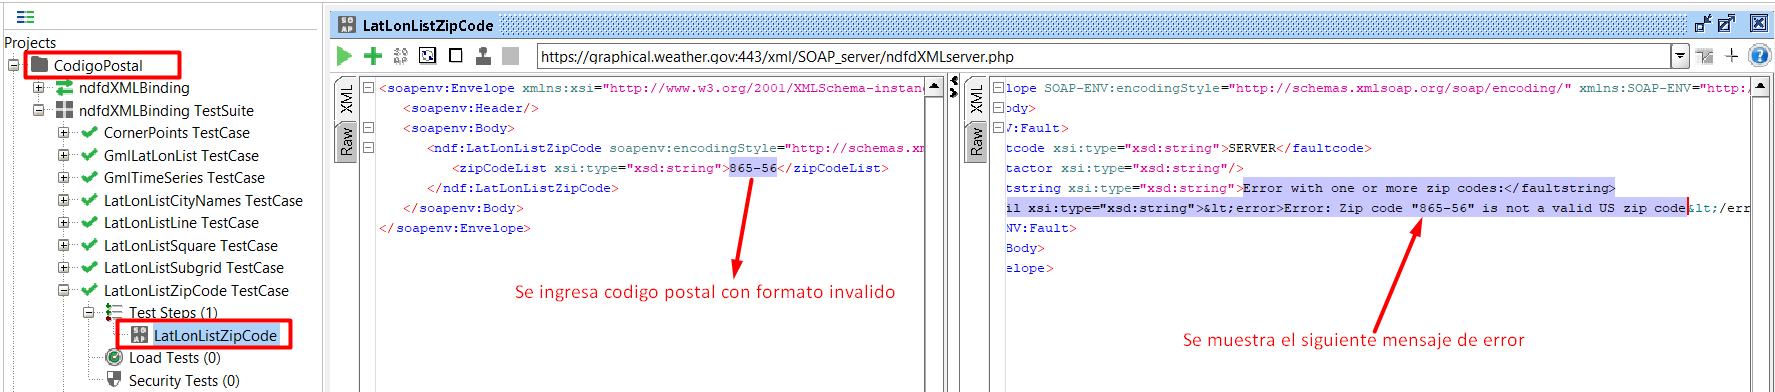 Projects
CodigoPostal
ndfdXMLBinding
ndfdXMLBinding TestSuite
CornerPoints TestCase
GmlLatLonList TestCase
GmlTimeSeries TestCase
LatLonListCityNames TestCase
LatLonListLine TestCase
LatLonListSquare TestCase
LatLonListSubgrid TestCase
LatLonListZipCode TestCase
Test Steps (1)
SOAP
LatLonListZipCode
Load Tests (0)
Security Tests (0)
SOAP
LatLonListZipCode
https://graphical.weather.gov:443/xml/SOAP_server/ndfdXMLserver.php
XML
Raw
<soapenv:Envelope xmlns:xsi="http://www.w3.org/2001/XMLSchema-instan
<soapenv:Header/>
<soapenv:Body>
<ndf:LatLonListZipCode soapenv:encodingStyle="http://schemas.xm
<zipCodeList xsi:type="xsd:string">865-56</zipCodeList>
</ndf:LatLonListZipCode>
</soapenv:Body>
</soapenv:Envelope>
Se ingresa codigo postal con formato invalido
XML
Raw
lope SOAP-ENV:encodingStyle="http://schemas.xmlsoap.org/soap/encoding/" xmlns:SOAP-ENV="http:/
ody>
V:Fault>
tcode xsi:type="xsd:string">SERVER</faultcode>
tactor xsi:type="xsd:string"/>
tstring xsi:type="xsd:string">Error with one or more zip codes:</faultstring>
il xsi:type="xsd:string">&lt;error>Error: Zip code "865-56" is not a valid US zip code&lt;/err
NV:Fault>
Body>
elope>
Se muestra el siguiente mensaje de error